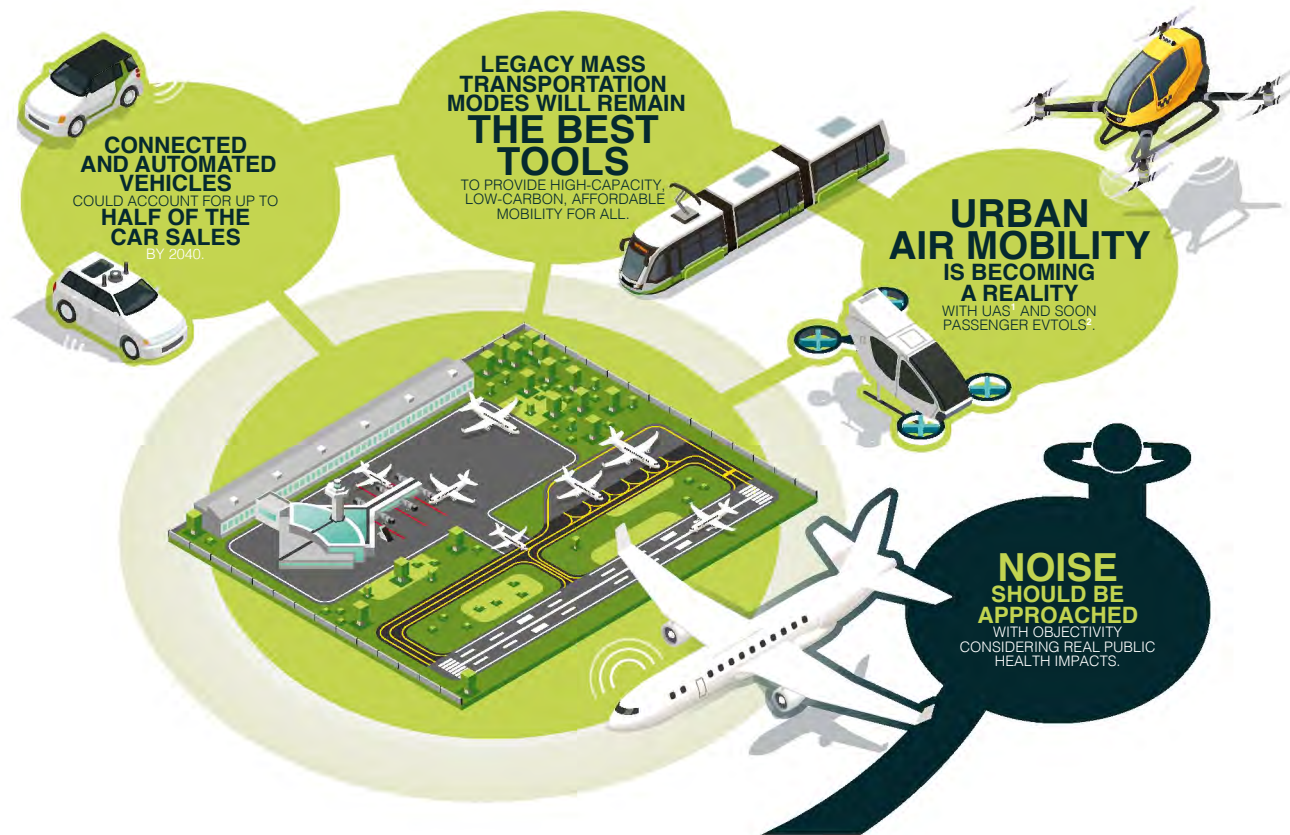 CONNECTED
AND AUTOMATED
VEHICLES
COULD ACCOUNT FOR UP TO
HALF OF THE
CAR SALES
BY 2040.
LEGACY MASS
TRANSPORTATION
MODES WILL REMAIN
THE BEST
TOOLS
TO PROVIDE HIGH-CAPACITY,
LOW-CARBON, AFFORDABLE
MOBILITY FOR ALL.
URBAN
AIR MOBILITY
IS BECOMING
A REALITY
WITH UAS¹ AND SOON
PASSENGER EVTOLS².
NOISE
SHOULD BE
APPROACHED
WITH OBJECTIVITY
CONSIDERING REAL PUBLIC
HEALTH IMPACTS.